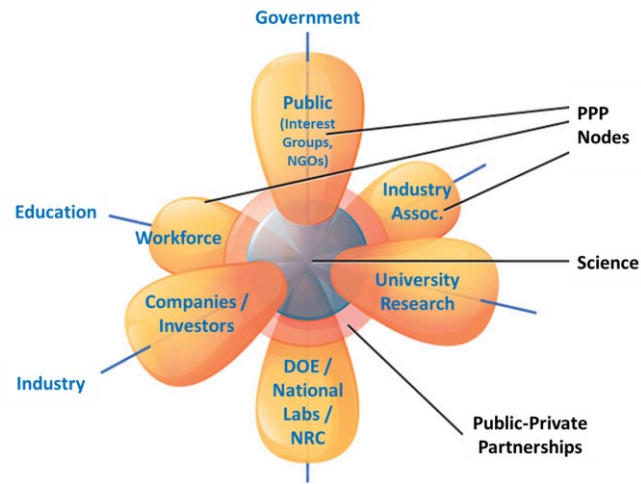 Government
Public
(Interest
Groups,
NGOs)
PPP
Nodes
Industry
Assoc.
Education
Workforce
Science
University
Research
Companies /
Investors
Industry
DOE /
National
Labs /
NRC
Public-Private
Partnerships